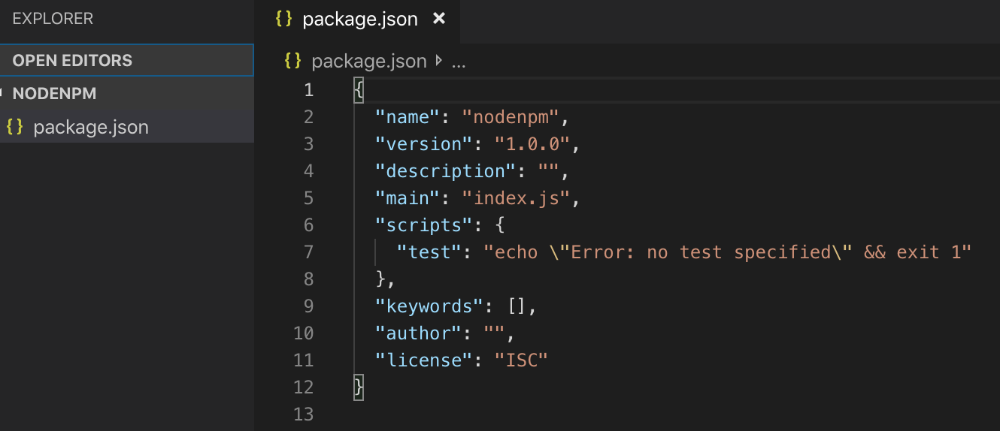 EXPLORER
OPEN EDITORS
NODENPM
{} package.json
{} package.json ×
{} package.json ▹ ...
1 {
2   "name": "nodenpm",
3   "version": "1.0.0",
4   "description": "",
5   "main": "index.js",
6   "scripts": {
7     "test": "echo \"Error: no test specified\" && exit 1"
8   },
9   "keywords": [],
10   "author": "",
11   "license": "ISC"
12 }
13